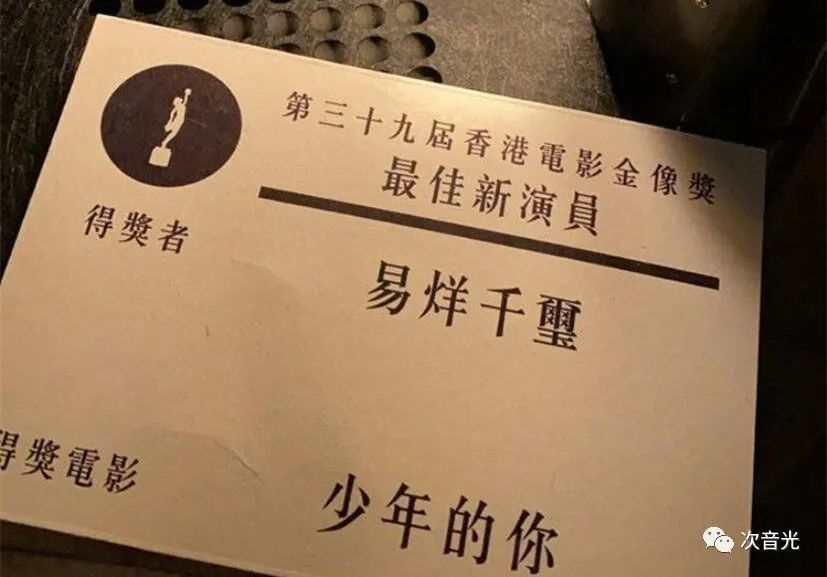 第三十九屆香港電影金像獎
最佳新演員
得獎者
易烊千璽
得獎電影
少年的你
次音光